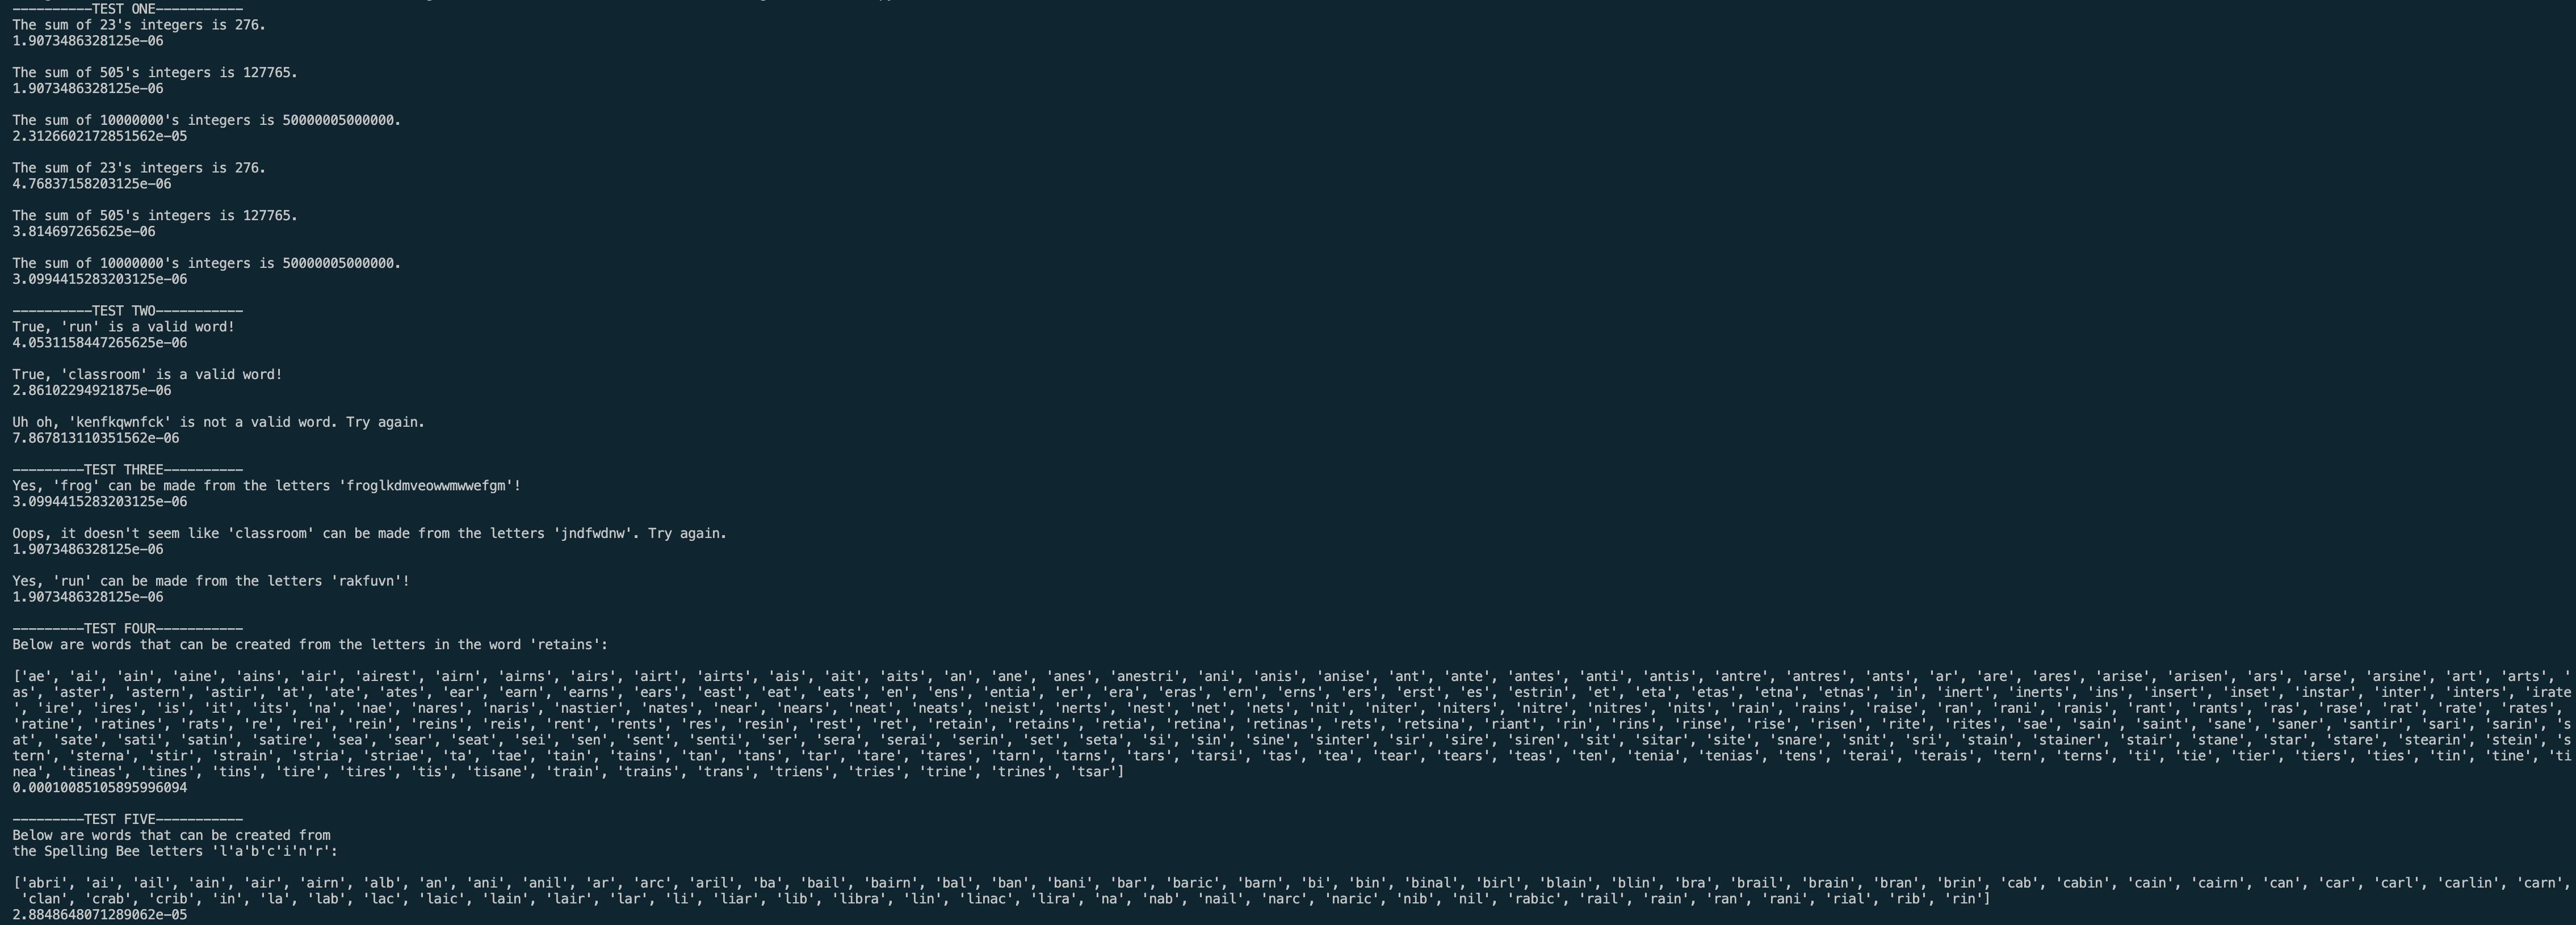 ----------TEST ONE-----------
The sum of 23's integers is 276.
1.9073486328125e-06
The sum of 505's integers is 127765.
1.9073486328125e-06
The sum of 10000000's integers is 50000005000000.
2.3126602172851562e-05
The sum of 23's integers is 276.
4.76837158203125e-06
The sum of 505's integers is 127765.
3.814697265625e-06
The sum of 10000000's integers is 50000005000000.
3.0994415283203125e-06
----------TEST TWO-----------
True, 'run' is a valid word!
4.0531158447265625e-06
True, 'classroom' is a valid word!
2.86102294921875e-06
Uh oh, 'kenfkqwnfck' is not a valid word. Try again.
7.867813110351562e-06
---------TEST THREE----------
Yes, 'frog' can be made from the letters 'froglkdmveowwmwwefgm'!
3.0994415283203125e-06
Oops, it doesn't seem like 'classroom' can be made from the letters 'jndfwdnw'. Try again.
1.9073486328125e-06
Yes, 'run' can be made from the letters 'rakfuvn'!
1.9073486328125e-06
---------TEST FOUR-----------
Below are words that can be created from the letters in the word 'retains':
['ae', 'ai', 'ain', 'aine', 'ains', 'air', 'airest', 'airn', 'airns', 'airs', 'airt', 'airts', 'ais', 'ait', 'aits', 'an', 'ane', 'anes', 'anestri', 'ani', 'anis', 'anise', 'ant', 'ante', 'antes', 'anti', 'antis', 'antre', 'antres', 'ants', 'ar', 'are', 'ares', 'arise', 'arisen', 'ars', 'arse', 'arsine', 'art', 'arts', '
as', 'aster', 'astern', 'astir', 'at', 'ate', 'ates', 'ear', 'earn', 'earns', 'ears', 'east', 'eat', 'eats', 'en', 'ens', 'entia', 'er', 'era', 'eras', 'ern', 'erns', 'ers', 'erst', 'es', 'estrin', 'et', 'eta', 'etas', 'etna', 'etnas', 'in', 'inert', 'inerts', 'ins', 'insert', 'inset', 'instar', 'inter', 'inters', 'irate
', 'ire', 'ires', 'is', 'it', 'its', 'na', 'nae', 'nares', 'naris', 'nastier', 'nates', 'near', 'nears', 'neat', 'neats', 'neist', 'nerts', 'nest', 'net', 'nets', 'nit', 'niter', 'niters', 'nitre', 'nitres', 'nits', 'rain', 'rains', 'raise', 'ran', 'rani', 'ranis', 'rant', 'rants', 'ras', 'rase', 'rat', 'rate', 'rates',
'ratine', 'ratines', 'rats', 're', 'rei', 'rein', 'reins', 'reis', 'rent', 'rents', 'res', 'resin', 'rest', 'ret', 'retain', 'retains', 'retia', 'retina', 'retinas', 'rets', 'retsina', 'riant', 'rin', 'rins', 'rinse', 'rise', 'risen', 'rite', 'rites', 'sae', 'sain', 'saint', 'sane', 'saner', 'santir', 'sari', 'sarin', 's
at', 'sate', 'sati', 'satin', 'satire', 'sea', 'sear', 'seat', 'sei', 'sen', 'sent', 'senti', 'ser', 'sera', 'serai', 'serin', 'set', 'seta', 'si', 'sin', 'sine', 'sinter', 'sir', 'sire', 'siren', 'sit', 'sitar', 'site', 'snare', 'snit', 'sri', 'stain', 'stainer', 'stair', 'stane', 'star', 'stare', 'stearin', 'stein', 's
tern', 'sterna', 'stir', 'strain', 'stria', 'striae', 'ta', 'tae', 'tain', 'tains', 'tan', 'tans', 'tar', 'tare', 'tares', 'tarn', 'tarns', 'tars', 'tarsi', 'tas', 'tea', 'tear', 'tears', 'teas', 'ten', 'tenia', 'tenias', 'tens', 'terai', 'terais', 'tern', 'terns', 'ti', 'tie', 'tier', 'tiers', 'ties', 'tin', 'tine', 'ti
nea', 'tineas', 'tines', 'tins', 'tire', 'tires', 'tis', 'tisane', 'train', 'trains', 'trans', 'triens', 'tries', 'trine', 'trines', 'tsar']
0.00010085105895996094
---------TEST FIVE-----------
Below are words that can be created from
the Spelling Bee letters 'l'a'b'c'i'n'r':
['abri', 'ai', 'ail', 'ain', 'air', 'airn', 'alb', 'an', 'ani', 'anil', 'ar', 'arc', 'aril', 'ba', 'bail', 'bairn', 'bal', 'ban', 'bani', 'bar', 'baric', 'barn', 'bi', 'bin', 'binal', 'birl', 'blain', 'blin', 'bra', 'brail', 'brain', 'bran', 'brin', 'cab', 'cabin', 'cain', 'cairn', 'can', 'car', 'carl', 'carlin', 'carn',
'clan', 'crab', 'crib', 'in', 'la', 'lab', 'lac', 'laic', 'lain', 'lair', 'lar', 'li', 'liar', 'lib', 'libra', 'lin', 'linac', 'lira', 'na', 'nab', 'nail', 'narc', 'naric', 'nib', 'nil', 'rabic', 'rail', 'rain', 'ran', 'rani', 'rial', 'rib', 'rin']
2.8848648071289062e-05